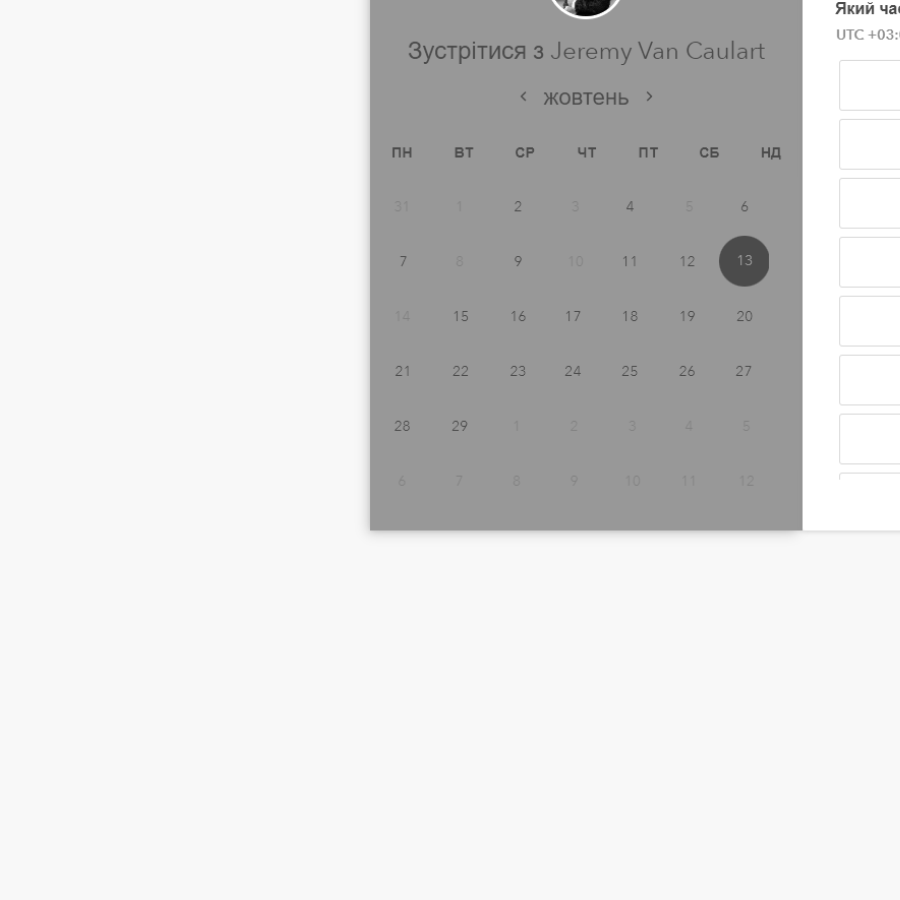 Зустрітися з Jeremy Van Caulart
жовтень
ПН ВТ СР ЧТ ПТ СБ НД
31 1 2 3 4 5 6
7 8 9 10 11 12 13
14 15 16 17 18 19 20
21 22 23 24 25 26 27
28 29 1 2 3 4 5
6 7 8 9 10 11 12
Який
UTC +03: